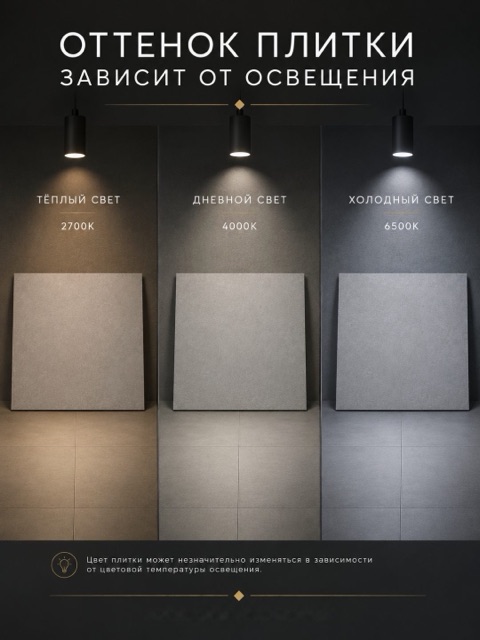 ОТТЕНОК ПЛИТКИ
ЗАВИСИТ ОТ ОСВЕЩЕНИЯ
ТЁПЛЫЙ СВЕТ
2700K
ДНЕВНОЙ СВЕТ
4000K
ХОЛОДНЫЙ СВЕТ
6500K
Цвет плитки может незначительно изменяться в зависимости
от цветовой температуры освещения.